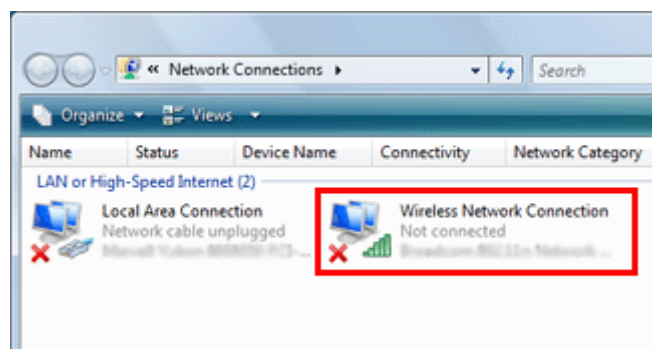 « Network Connections
Search
Organize Views
Name Status Device Name Connectivity Network Category
LAN or High-Speed Internet (2)
Local Area Connection
Network cable unplugged
Wireless Network Connection
Not connected